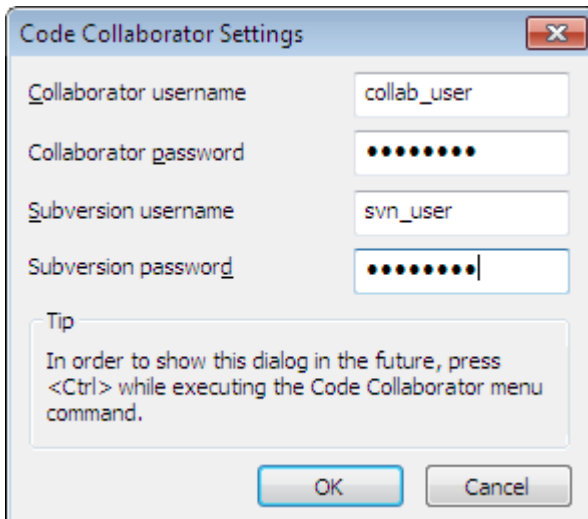 Code Collaborator Settings
Collaborator username
collab_user
Collaborator password
●●●●●●●●
Subversion username
svn_user
Subversion password
●●●●●●●●
Tip
In order to show this dialog in the future, press
<Ctrl> while executing the Code Collaborator menu
command.
OK
Cancel